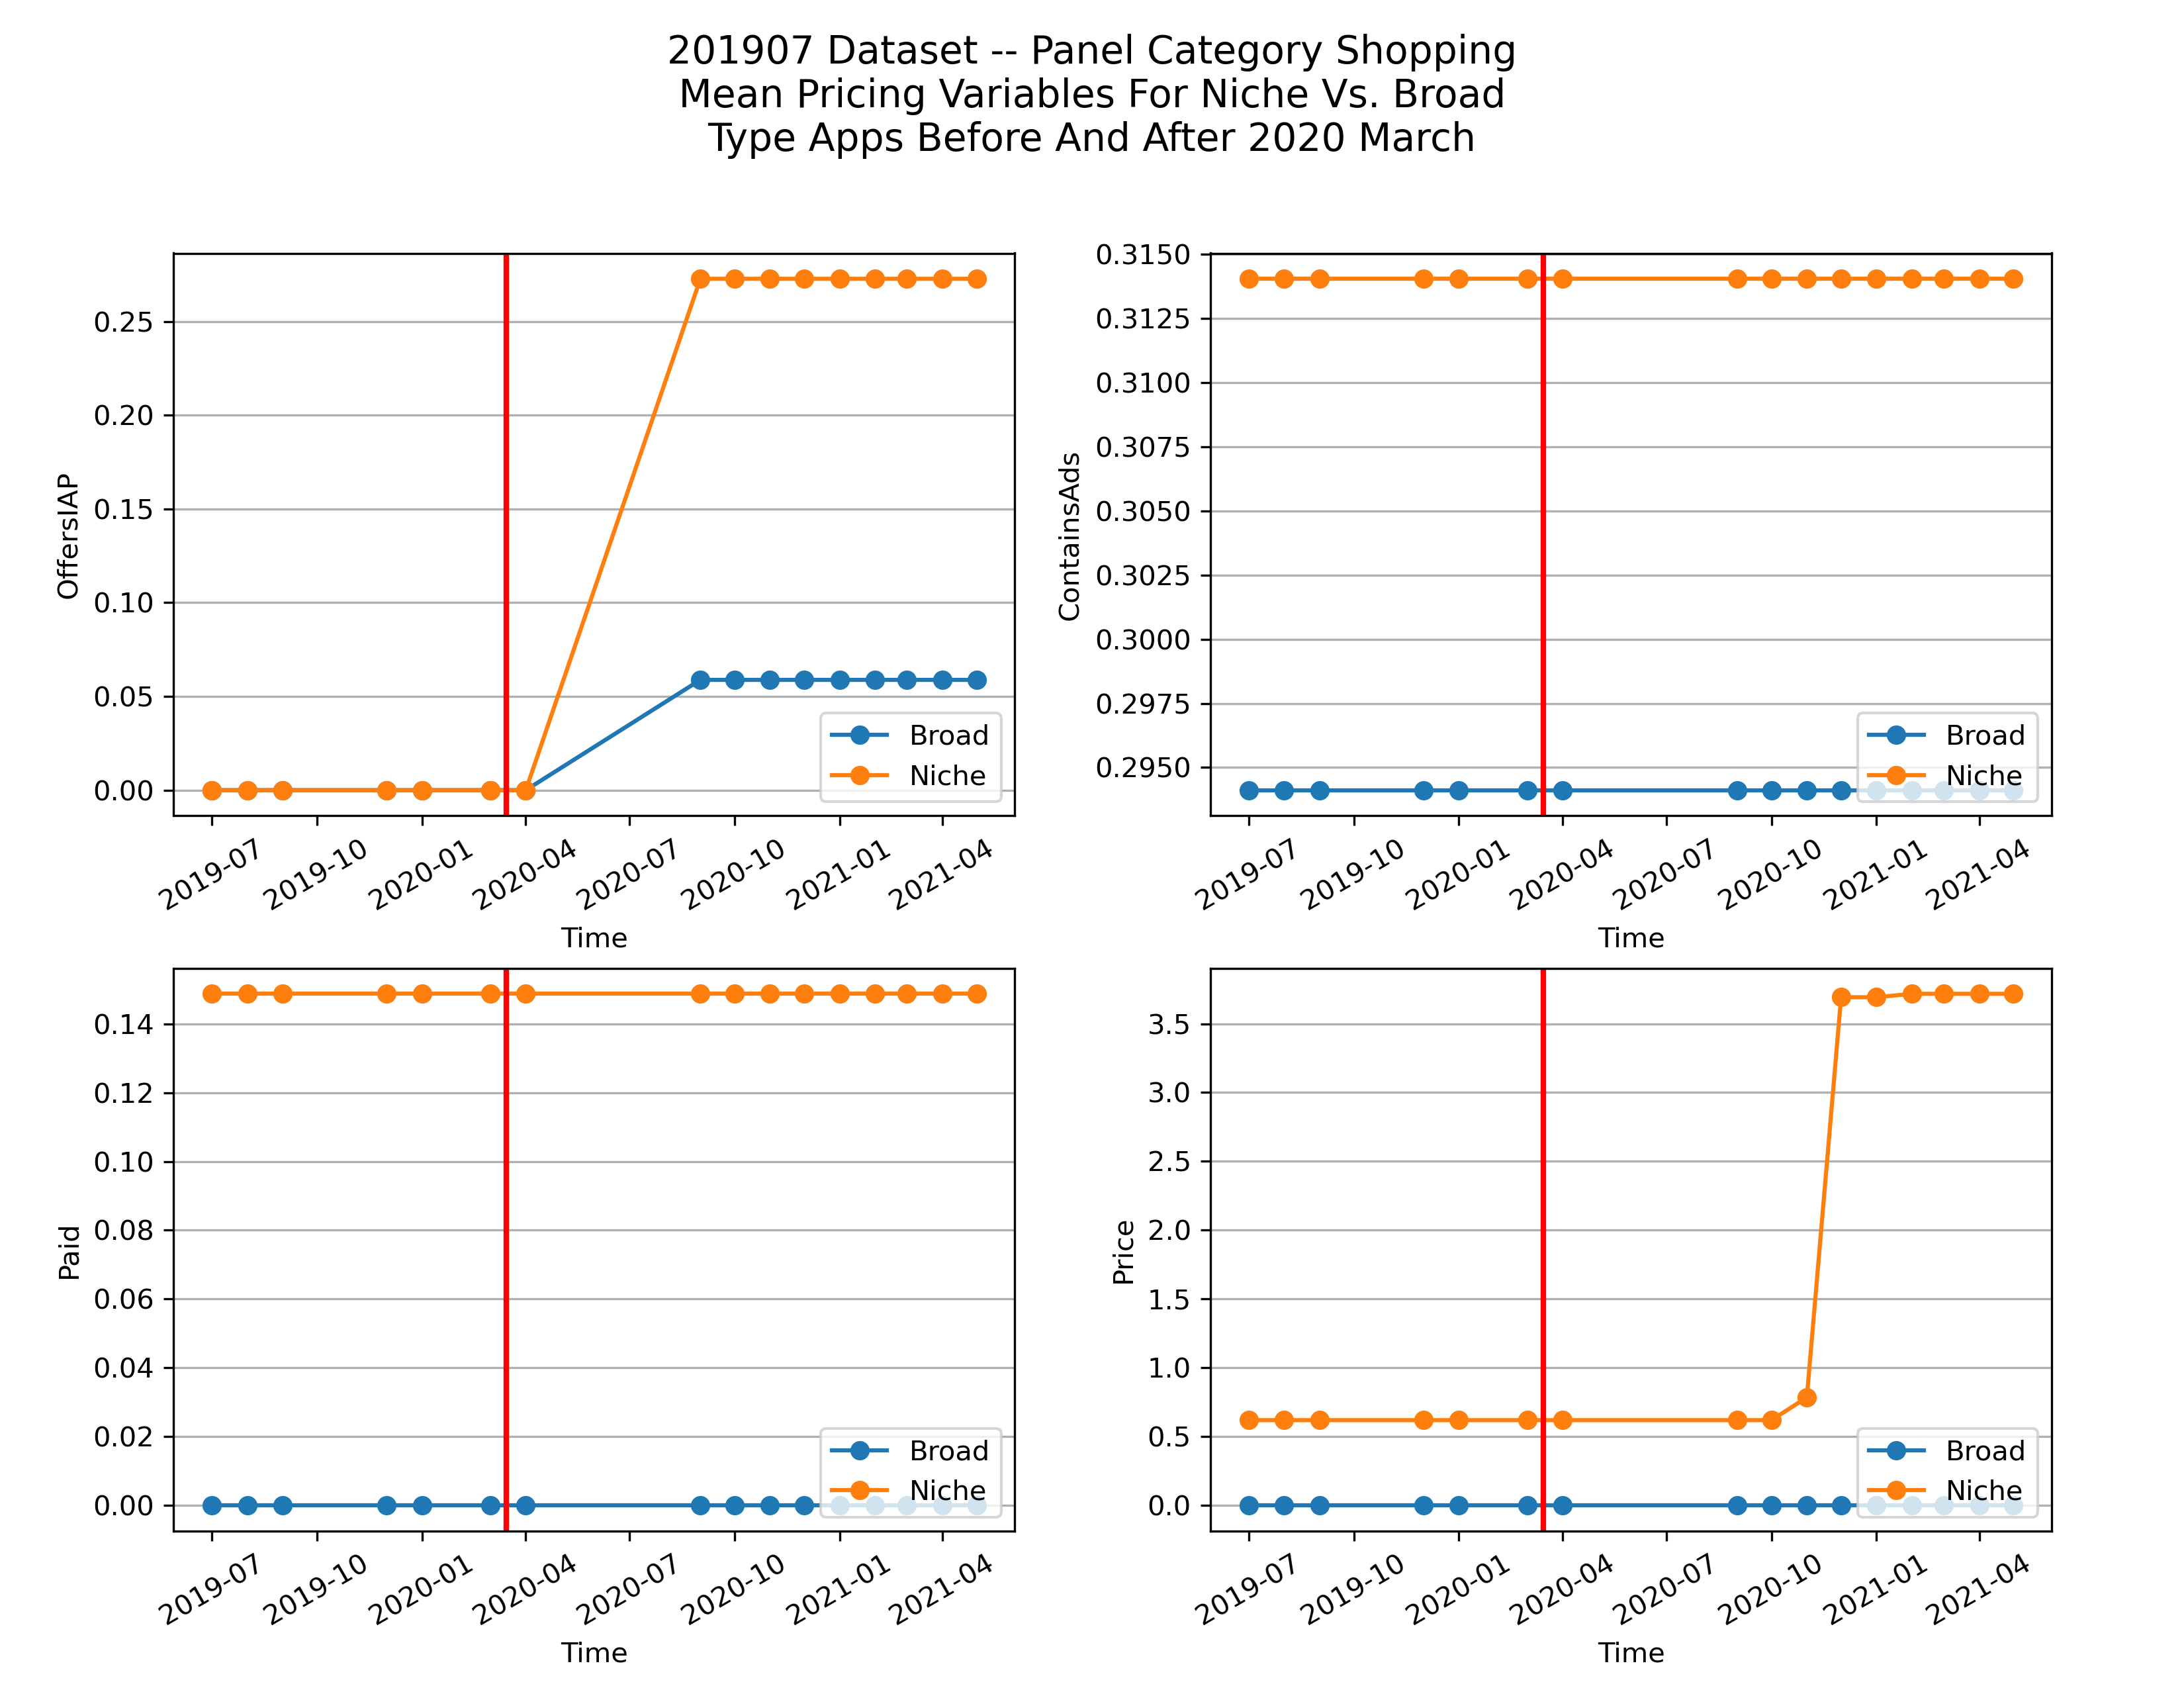 201907 Dataset -- Panel Category Shopping
Mean Pricing Variables For Niche Vs. Broad
Type Apps Before And After 2020 March
OffersIAP
0.25
0.20
0.15
0.10
0.05
0.00
Broad
Niche
2019-07 2019-10 2020-01 2020-04 2020-07 2020-10 2021-01 2021-04
Time
ContainsAds
0.3150
0.3125
0.3100
0.3075
0.3050
0.3025
0.3000
0.2975
0.2950
Broad
Niche
2019-07 2019-10 2020-01 2020-04 2020-07 2020-10 2021-01 2021-04
Time
Paid
0.14
0.12
0.10
0.08
0.06
0.04
0.02
0.00
Broad
Niche
2019-07 2019-10 2020-01 2020-04 2020-07 2020-10 2021-01 2021-04
Time
Price
3.5
3.0
2.5
2.0
1.5
1.0
0.5
0.0
Broad
Niche
2019-07 2019-10 2020-01 2020-04 2020-07 2020-10 2021-01 2021-04
Time